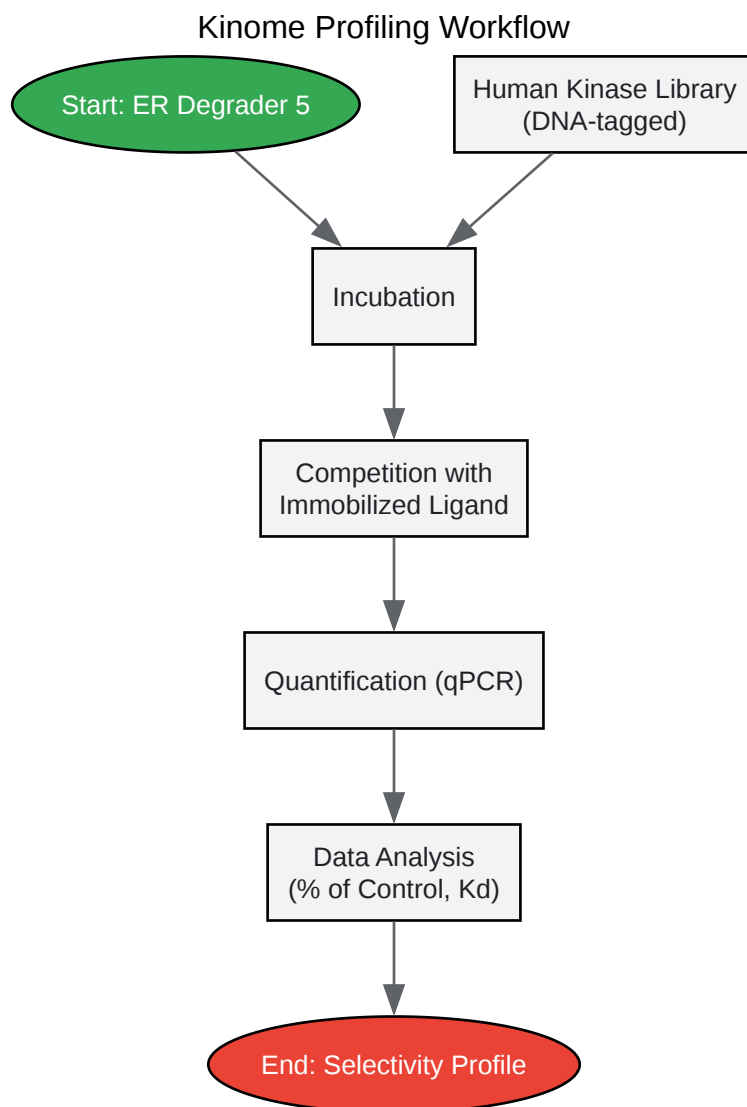 Kinome Profiling Workflow
Start: ER Degrader 5
Human Kinase Library
(DNA-tagged)
Incubation
Competition with
Immobilized Ligand
Quantification (qPCR)
Data Analysis
(% of Control, Kd)
End: Selectivity Profile